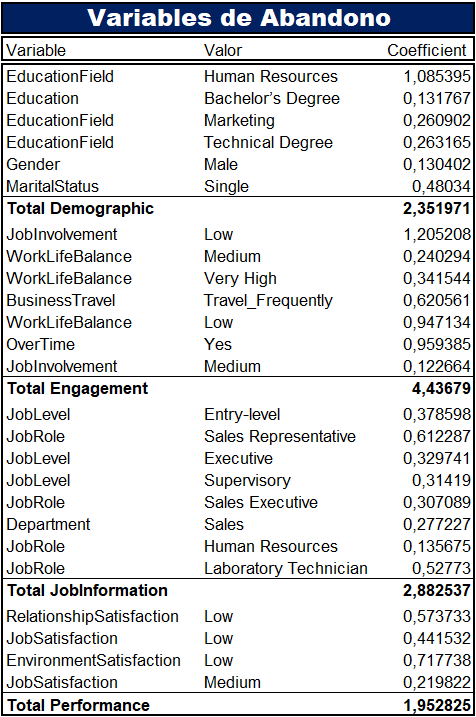 Variables de Abandono
Variable Valor Coefficient
EducationField Human Resources 1,085395
Education Bachelor's Degree 0,131767
EducationField Marketing 0,260902
EducationField Technical Degree 0,263165
Gender Male 0,130402
MaritalStatus Single 0,48034
Total Demographic 2,351971
JobInvolvement Low 1,205208
WorkLifeBalance Medium 0,240294
WorkLifeBalance Very High 0,341544
BusinessTravel Travel_Frequently 0,620561
WorkLifeBalance Low 0,947134
OverTime Yes 0,959385
JobInvolvement Medium 0,122664
Total Engagement 4,43679
JobLevel Entry-level 0,378598
JobRole Sales Representative 0,612287
JobLevel Executive 0,329741
JobLevel Supervisory 0,31419
JobRole Sales Executive 0,307089
Department Sales 0,277227
JobRole Human Resources 0,135675
JobRole Laboratory Technician 0,52773
Total JobInformation 2,882537
RelationshipSatisfaction Low 0,573733
JobSatisfaction Low 0,441532
EnvironmentSatisfaction Low 0,717738
JobSatisfaction Medium 0,219822
Total Performance 1,952825